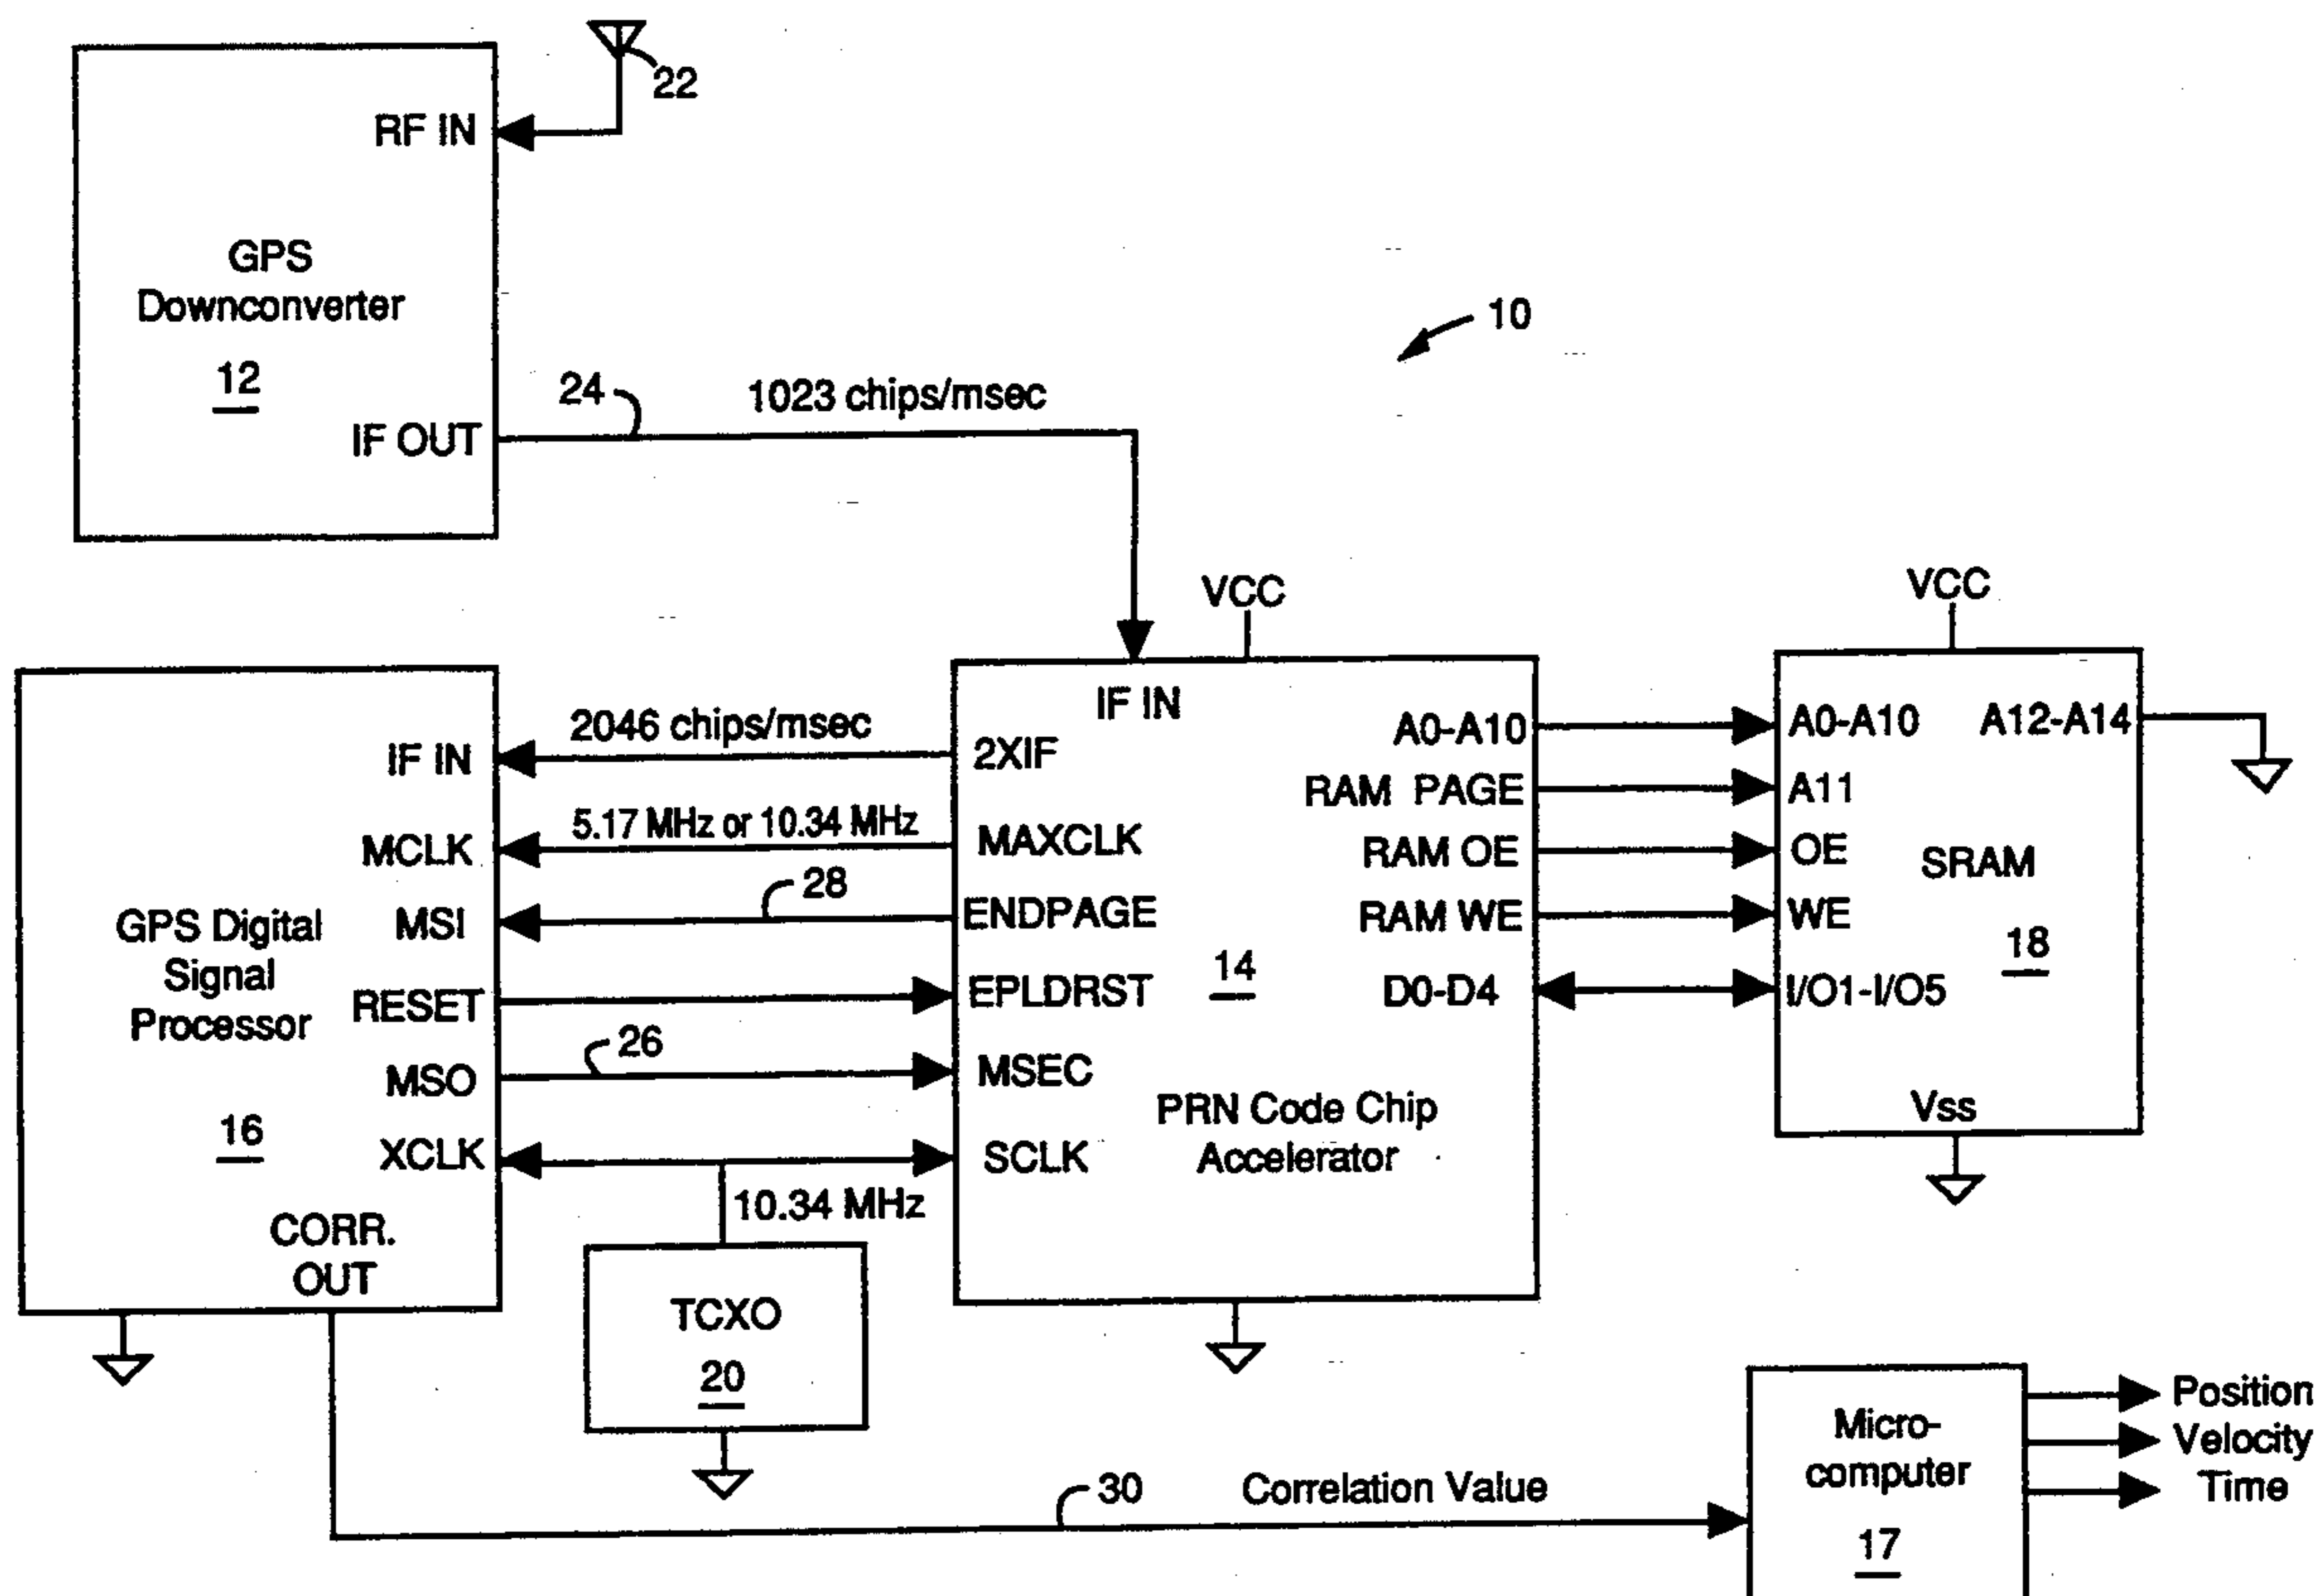 22
RF IN
GPS
Downconverter
12
IF OUT
24
1023 chips/msec
10
VCC
VCC
IF IN
2046 chips/msec
IF IN
2XIF
5.17 MHz or 10.34 MHz
MCLK
MAXCLK
28
MSI
ENDPAGE
GPS Digital
Signal
Processor
RESET
EPLDRST
26
MSO
MSEC
16
XCLK
SCLK
10.34 MHz
CORR.
OUT
TCXO
20
14
PRN Code Chip
Accelerator
A0-A10
RAM PAGE
RAM OE
RAM WE
D0-D4
A0-A10
A12-A14
A11
OE
SRAM
WE
18
I/O1-I/O5
Vss
30
Correlation Value
Micro-
computer
17
Position
Velocity
Time